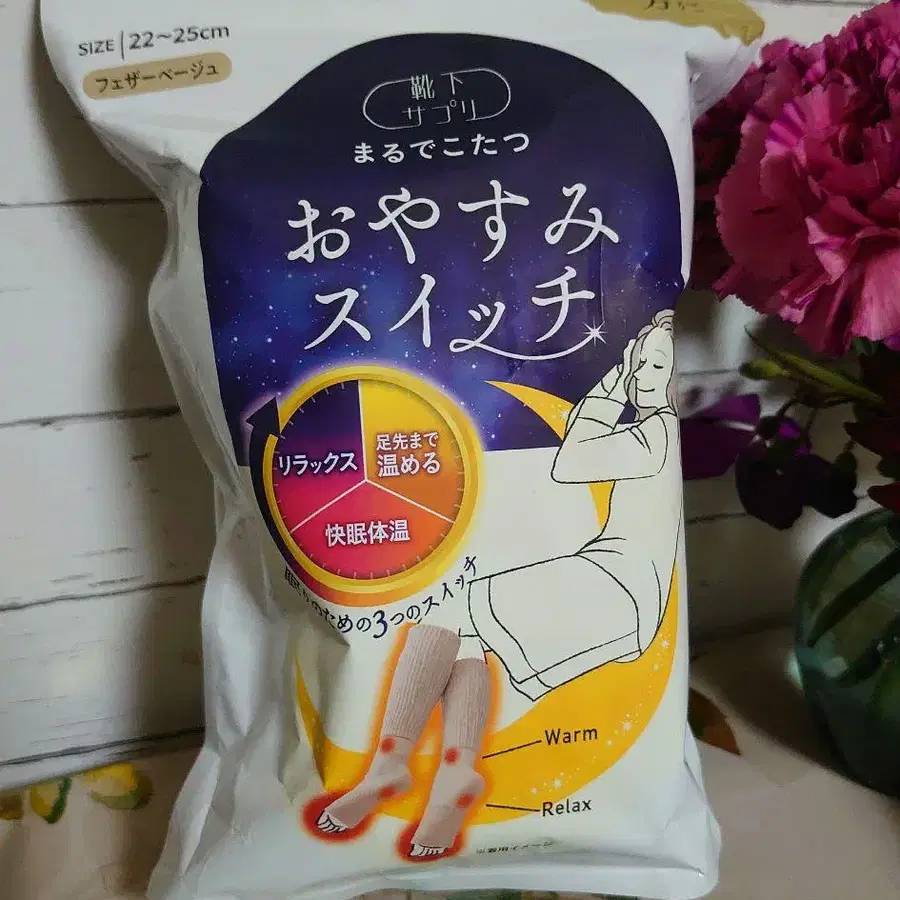 SIZE 22～25cm
フェザーベージュ
靴下
サプリ
まるでこたつ
おやすみ
スイッチ
リラックス
足先まで
温める
快眠体温
のための3つのスイッチ
Warm
Relax